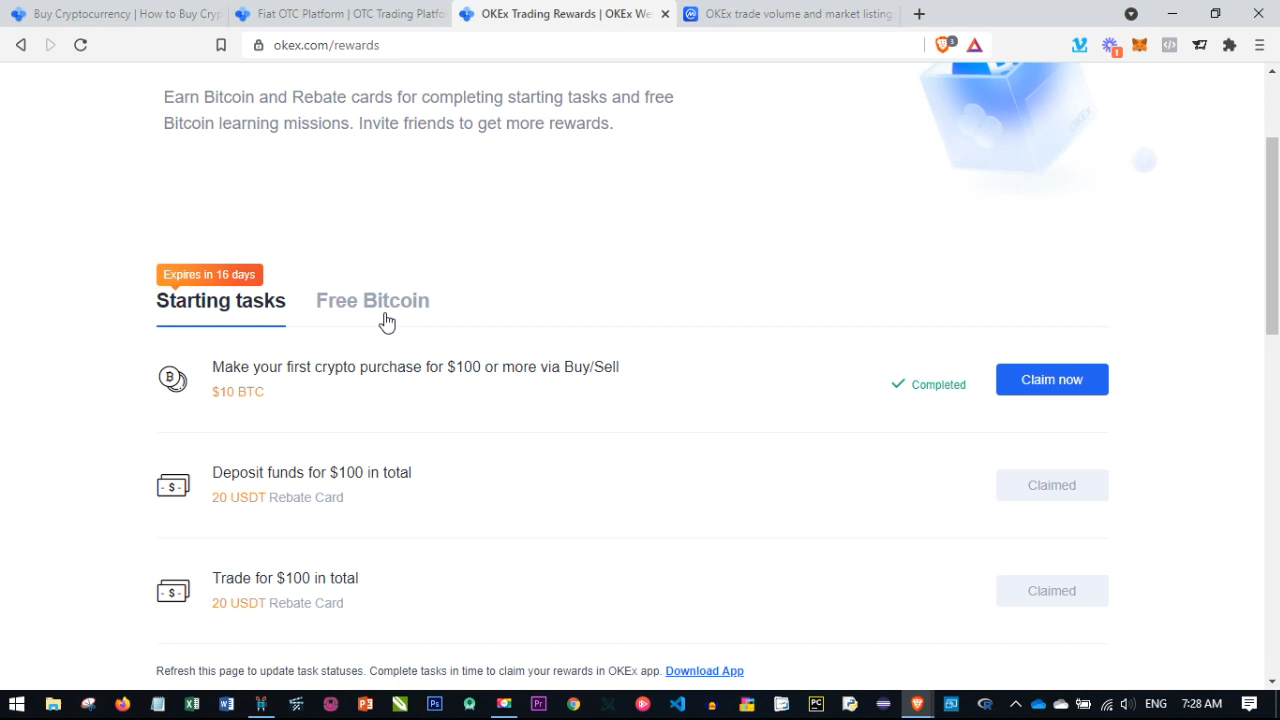 Buy Cryptocurrency | How to Buy Cryp
Fiat OTC Platform | OTC Trading Platfo
OKEx Trading Rewards | OKEx We
OKEx trade volume and market listing
okex.com/rewards
3
1
Earn Bitcoin and Rebate cards for completing starting tasks and free
Bitcoin learning missions. Invite friends to get more rewards.
OKEx
Expires in 16 days
Starting tasks
Free Bitcoin
Make your first crypto purchase for $100 or more via Buy/Sell
$10 BTC
Completed
Claim now
Deposit funds for $100 in total
20 USDT Rebate Card
Claimed
Trade for $100 in total
20 USDT Rebate Card
Claimed
Refresh this page to update task statuses. Complete tasks in time to claim your rewards in OKEx app. Download App
ENG
7:28 AM